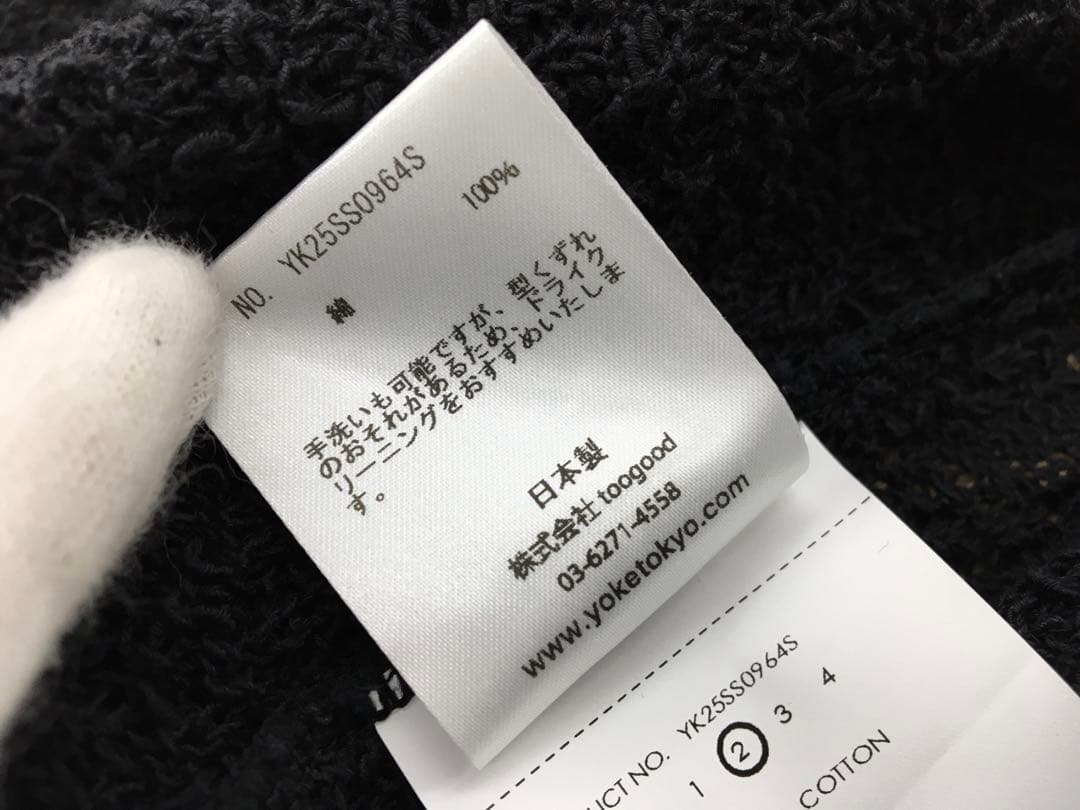 NO. YK25SS0964S
綿 100%
手洗いも可能ですが、型くずれ
のおそれがあるため、ドライク
リーニングをおすすめいたしま
す。
日本製
株式会社 toogood
03-6271-4558
www.yoketokyo.com
UCT NO. YK25SS0964S
1 2 3 4
COTTON